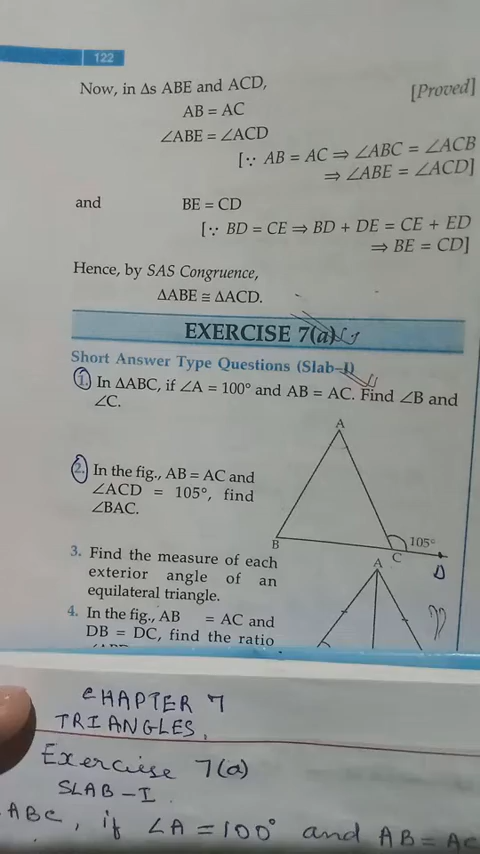 122
Now, in Δs ABE and ACD,
[Proved]
AB = AC
∠ABE = ∠ACD
[∵ AB = AC ⇒ ∠ABC = ∠ACB
⇒ ∠ABE = ∠ACD]
and BE = CD
[∵ BD = CE ⇒ BD + DE = CE + ED
⇒ BE = CD]
Hence, by SAS Congruence,
ΔABE ≅ ΔACD.
EXERCISE 7(a)
Short Answer Type Questions (Slab-I)
1. In ΔABC, if ∠A = 100° and AB = AC. Find ∠B and
∠C.
2. In the fig., AB = AC and
∠ACD = 105°, find
∠BAC.
A
B
C
105°
D
3. Find the measure of each
exterior angle of an
equilateral triangle.
4. In the fig., AB = AC and
DB = DC, find the ratio
A
CHAPTER 7
TRIANGLES.
Exercise 7(a)
SLAB-I.
ABC, if ∠A = 100° and AB = AC